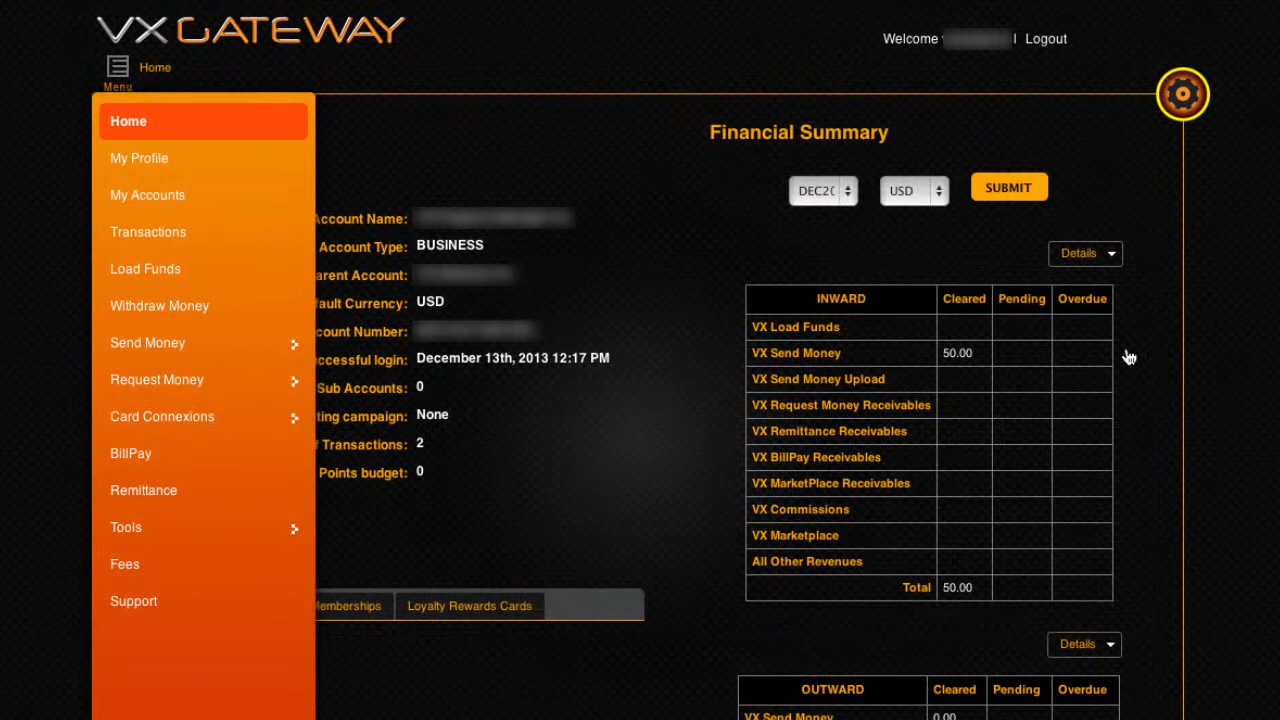 VX GATEWAY
Welcome | Logout
Home
Menu
Home
My Profile
My Accounts
Transactions
Load Funds
Withdraw Money
Send Money
Request Money
Card Connexions
BillPay
Remittance
Tools
Fees
Support
Account Name:
Account Type: BUSINESS
arent Account:
fault Currency: USD
count Number:
ccessful login: December 13th, 2013 12:17 PM
Sub Accounts: 0
ting campaign: None
f Transactions: 2
Points budget: 0
Memberships Loyalty Rewards Cards
Financial Summary
DEC20 USD SUBMIT
Details
INWARD Cleared Pending Overdue
VX Load Funds
VX Send Money 50.00
VX Send Money Upload
VX Request Money Receivables
VX Remittance Receivables
VX BillPay Receivables
VX MarketPlace Receivables
VX Commissions
VX Marketplace
All Other Revenues
Total 50.00
Details
OUTWARD Cleared Pending Overdue
VX Send Money 0.00